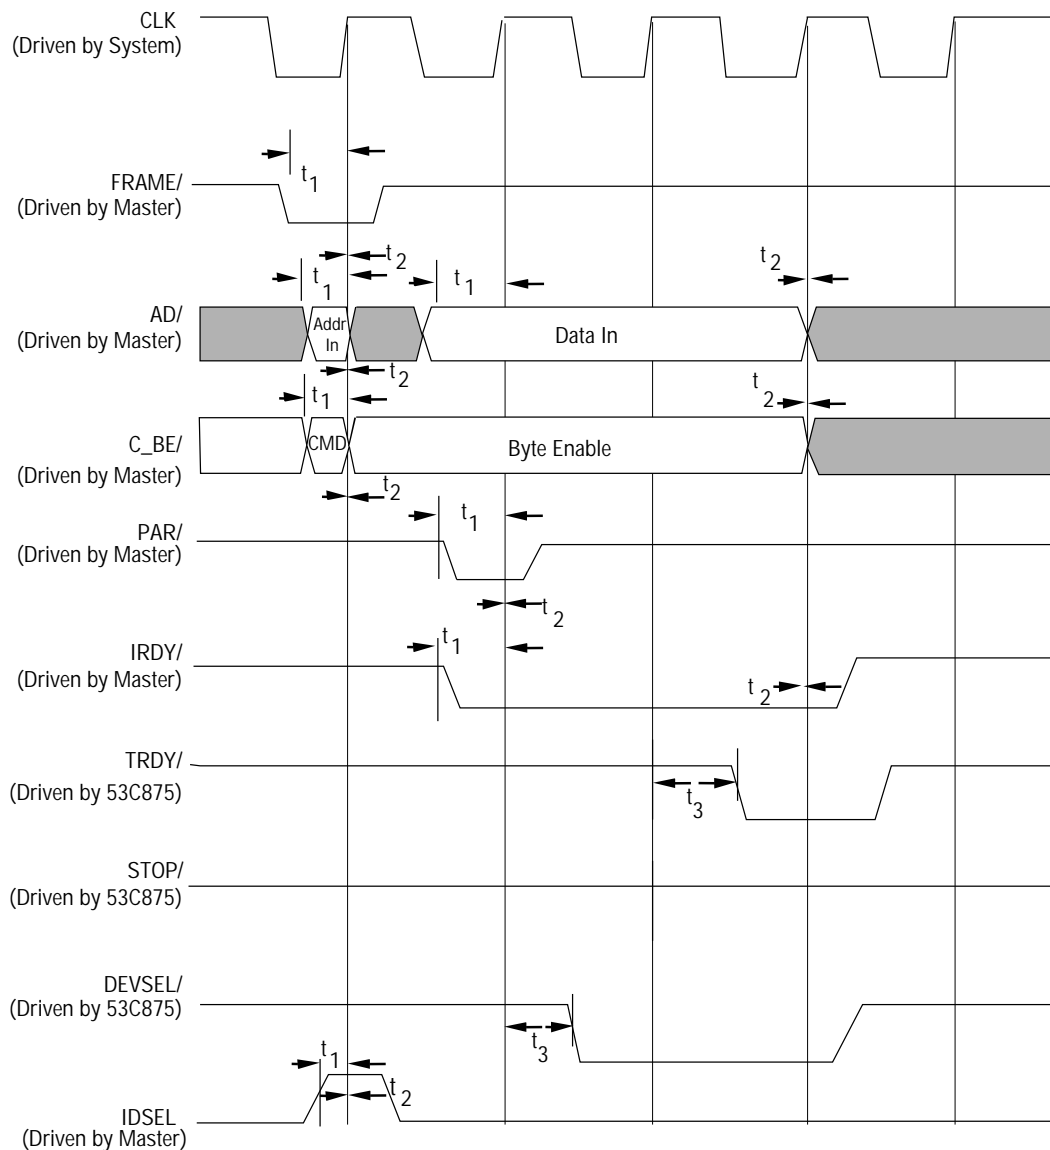 CLK
(Driven by System)
t1
FRAME/
(Driven by Master)
t2
t1
t1
t2
AD/
(Driven by Master)
Addr
In
Data In
t2
t1
t2
C_BE/
(Driven by Master)
CMD
Byte Enable
t2
t1
PAR/
(Driven by Master)
t2
t1
IRDY/
(Driven by Master)
t2
TRDY/
(Driven by 53C875)
t3
STOP/
(Driven by 53C875)
DEVSEL/
(Driven by 53C875)
t3
t1
t2
IDSEL
(Driven by Master)